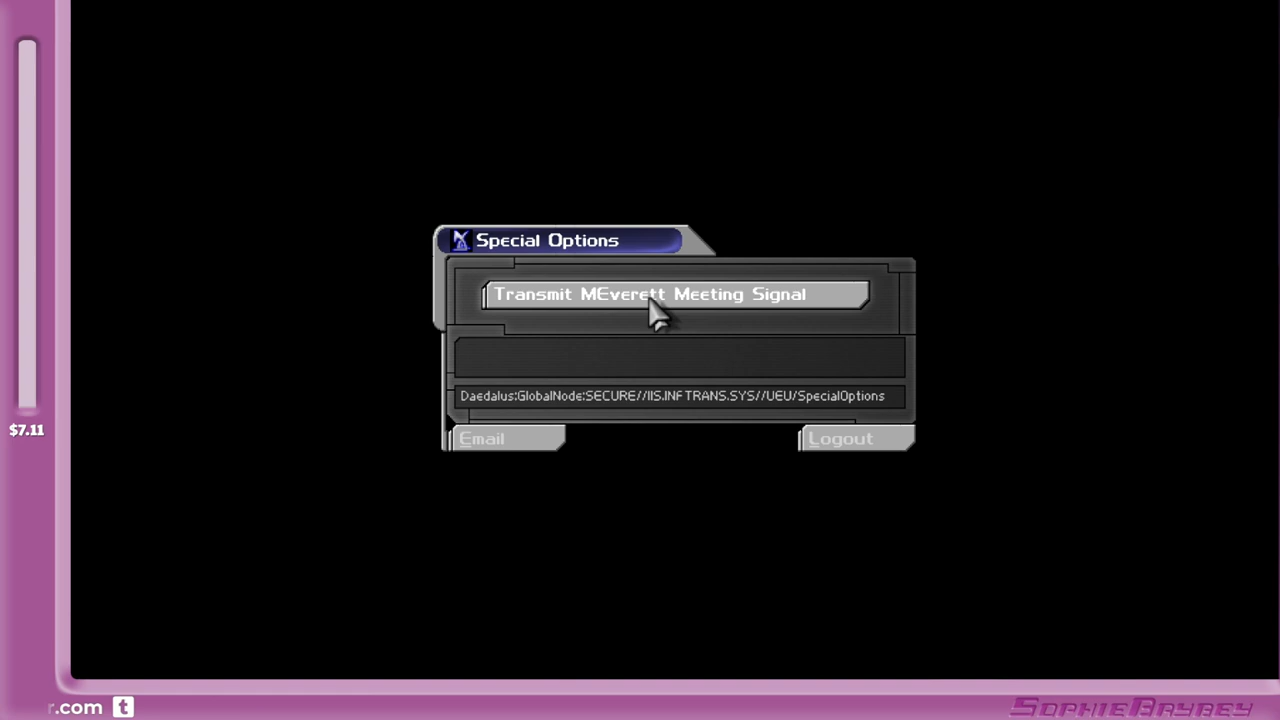 Special Options
Transmit MEverett Meeting Signal
Daedalus:GlobalNode:SECURE//IIS.INFTRANS.SYS//UEU/SpecialOptions
Email
Logout
$7.11
r.com t
SOPHIEBAYBEY